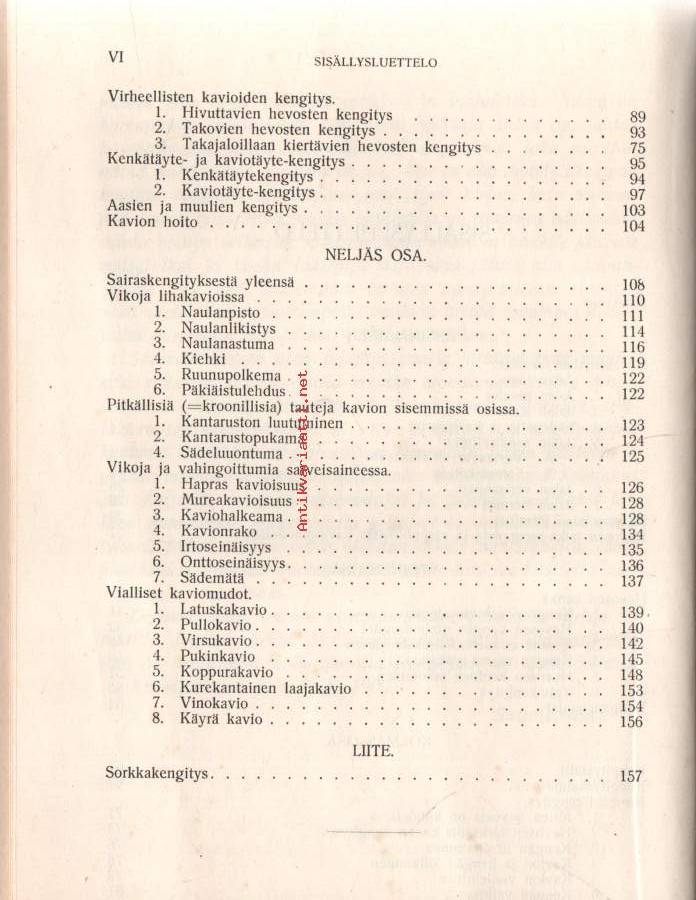 VI
SISÄLLYSLUETTELO
Virheellisten kavioiden kengitys.
1. Hivuttavien hevosten kengitys . . . . . . . . . . . . . 89
2. Takovien hevosten kengitys . . . . . . . . . . . . . . 93
3. Takajaloillaan kiertävien hevosten kengitys . . . . . . . . 75
Kenkätäyte- ja kaviotäyte-kengitys . . . . . . . . . . . . . . . . 95
1. Kenkätäytekengitys . . . . . . . . . . . . . . . . . . 94
2. Kaviotäyte-kengitys . . . . . . . . . . . . . . . . . . 97
Aasien ja muulien kengitys . . . . . . . . . . . . . . . . . . . 103
Kavion hoito . . . . . . . . . . . . . . . . . . . . . . . . . 104
NELJÄS OSA.
Sairaskengityksestä yleensä . . . . . . . . . . . . . . . . . . . 108
Vikoja lihakavioissa . . . . . . . . . . . . . . . . . . . . . . 110
1. Naulanpisto . . . . . . . . . . . . . . . . . . . . . 111
2. Naulanlikistys . . . . . . . . . . . . . . . . . . . . 114
3. Naulanastuma . . . . . . . . . . . . . . . . . . . . 116
4. Kiehki . . . . . . . . . . . . . . . . . . . . . . . 119
5. Ruunupolkema . . . . . . . . . . . . . . . . . . . . 122
6. Päkiäistulehdus . . . . . . . . . . . . . . . . . . . . 122
Pitkällisiä (=kroonillisia) tauteja kavion sisemmissä osissa.
1. Kantaruston luutuminen . . . . . . . . . . . . . . . . 123
2. Kantarustopukama . . . . . . . . . . . . . . . . . . . 124
4. Sädeluuontuma . . . . . . . . . . . . . . . . . . . . 125
Vikoja ja vahingoittumia sarveisaineessa.
1. Hapras kavioisuus . . . . . . . . . . . . . . . . . . . 126
2. Mureakavioisuus . . . . . . . . . . . . . . . . . . . 128
3. Kaviohalkeama . . . . . . . . . . . . . . . . . . . . 128
4. Kavionrako . . . . . . . . . . . . . . . . . . . . . 134
5. Irtoseinäisyys . . . . . . . . . . . . . . . . . . . . 135
6. Onttoseinäisyys . . . . . . . . . . . . . . . . . . . . 136
7. Sädemätä . . . . . . . . . . . . . . . . . . . . . . 137
Vialliset kaviomudot.
1. Latuskakavio . . . . . . . . . . . . . . . . . . . . . 139
2. Pullokavio . . . . . . . . . . . . . . . . . . . . . . 140
3. Virsukavio . . . . . . . . . . . . . . . . . . . . . . 142
4. Pukinkavio . . . . . . . . . . . . . . . . . . . . . 145
5. Koppurakavio . . . . . . . . . . . . . . . . . . . . 148
6. Kurekantainen laajakavio . . . . . . . . . . . . . . . 153
7. Vinokavio . . . . . . . . . . . . . . . . . . . . . . 154
8. Käyrä kavio . . . . . . . . . . . . . . . . . . . . . 156
LIITE.
Sorkkakengitys . . . . . . . . . . . . . . . . . . . . . . . . . 157
Antikvariaatti.net